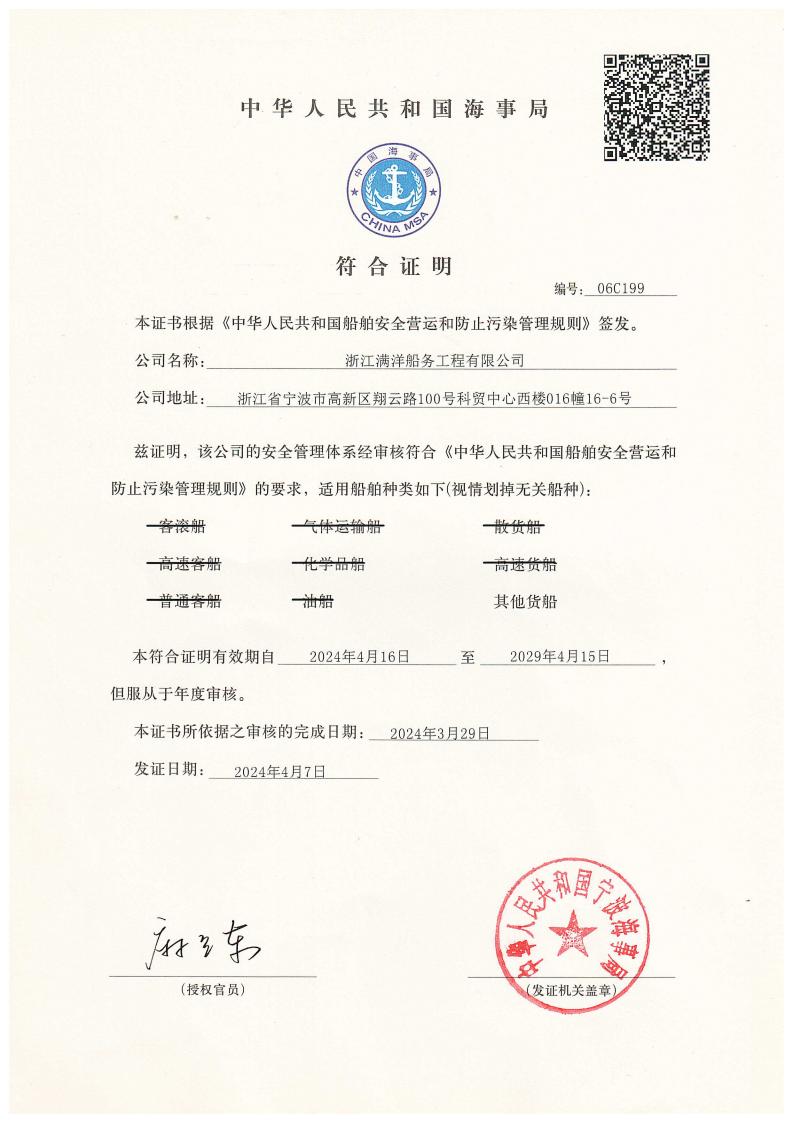 中华人民共和国海事局
中国海事局
CHINA MSA
符合证明
编号: 06C199
本证书根据《中华人民共和国船舶安全营运和防止污染管理规则》签发。
公司名称: 浙江满洋船务工程有限公司
公司地址: 浙江省宁波市高新区翔云路100号科贸中心西楼016幢16-6号
兹证明，该公司的安全管理体系经审核符合《中华人民共和国船舶安全营运和
防止污染管理规则》的要求，适用船舶种类如下(视情划掉无关船种):
客滚船 气体运输船 散货船
高速客船 化学品船 高速货船
普通客船 油船 其他货船
本符合证明有效期自 2024年4月16日 至 2029年4月15日 ，
但服从于年度审核。
本证书所依据之审核的完成日期: 2024年3月29日
发证日期: 2024年4月7日
中华人民共和国宁波海事局
(授权官员) (发证机关盖章)